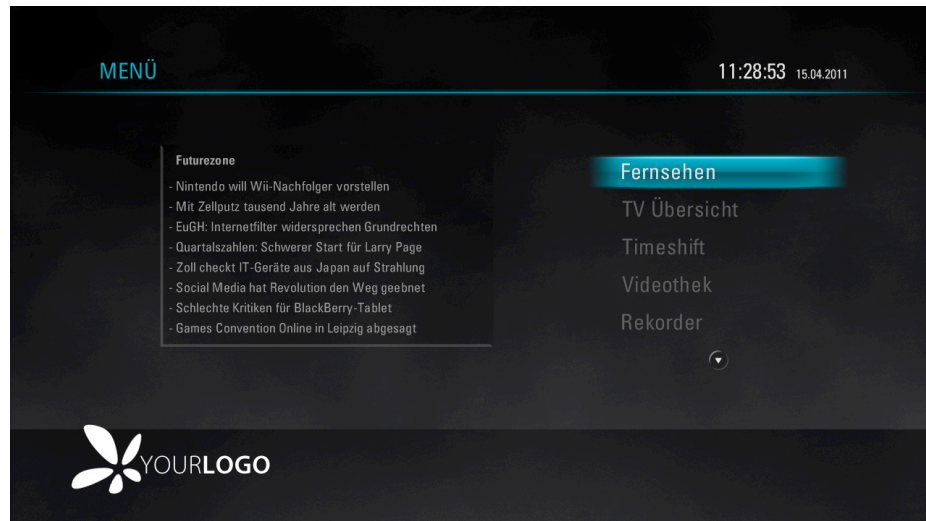 MENÜ
11:28:53 15.04.2011
Futurezone
- Nintendo will Wii-Nachfolger vorstellen
- Mit Zellputz tausend Jahre alt werden
- EuGH: Internetfilter widersprechen Grundrechten
- Quartalszahlen: Schwerer Start für Larry Page
- Zoll checkt IT-Geräte aus Japan auf Strahlung
- Social Media hat Revolution den Weg geebnet
- Schlechte Kritiken für BlackBerry-Tablet
- Games Convention Online in Leipzig abgesagt
Fernsehen
TV Übersicht
Timeshift
Videothek
Rekorder
YOURLOGO